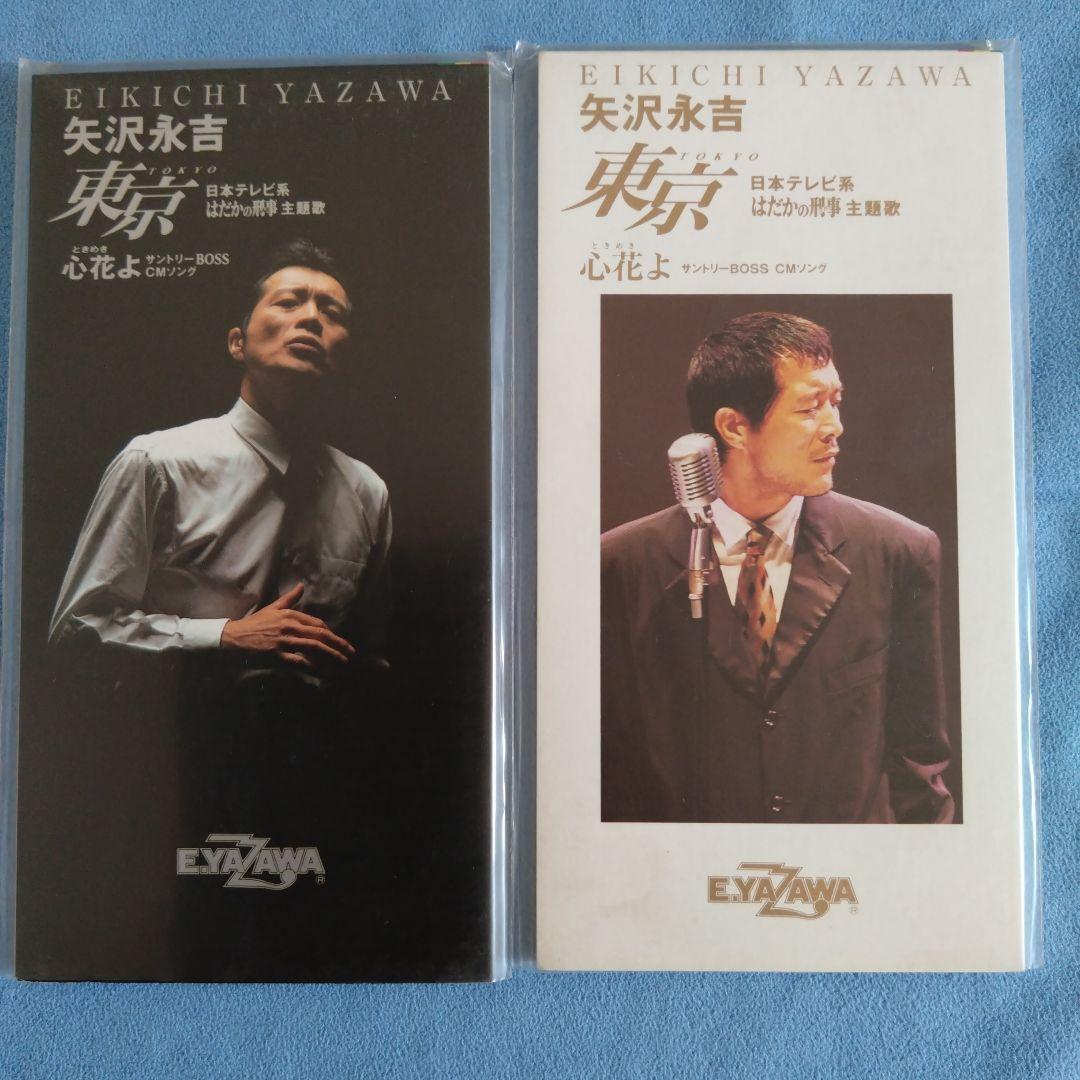 EIKICHI YAZAWA
矢沢永吉
TOKYO
東京
日本テレビ系
はだかの刑事 主題歌
ときめき
心花よ
サントリーBOSS
CMソング
E.YAZAWA
®
EIKICHI YAZAWA
矢沢永吉
TOKYO
東京
日本テレビ系
はだかの刑事 主題歌
ときめき
心花よ サントリーBOSS CMソング
E.YAZAWA
®